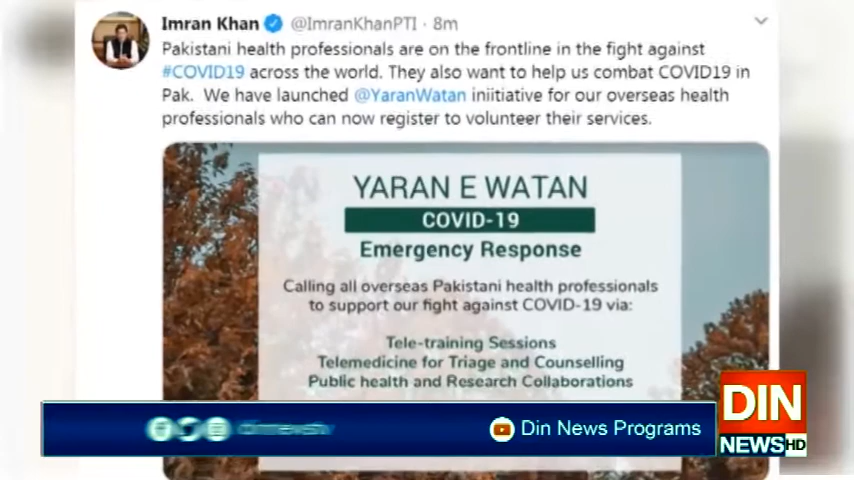 Imran Khan @ImranKhanPTI · 8m
Pakistani health professionals are on the frontline in the fight against
#COVID19 across the world. They also want to help us combat COVID19 in
Pak. We have launched @YaranWatan iniitiative for our overseas health
professionals who can now register to volunteer their services.
YARAN E WATAN
COVID-19
Emergency Response
Calling all overseas Pakistani health professionals
to support our fight against COVID-19 via:
Tele-training Sessions
Telemedicine for Triage and Counselling
Public health and Research Collaborations
Din News Programs
DIN
NEWS HD